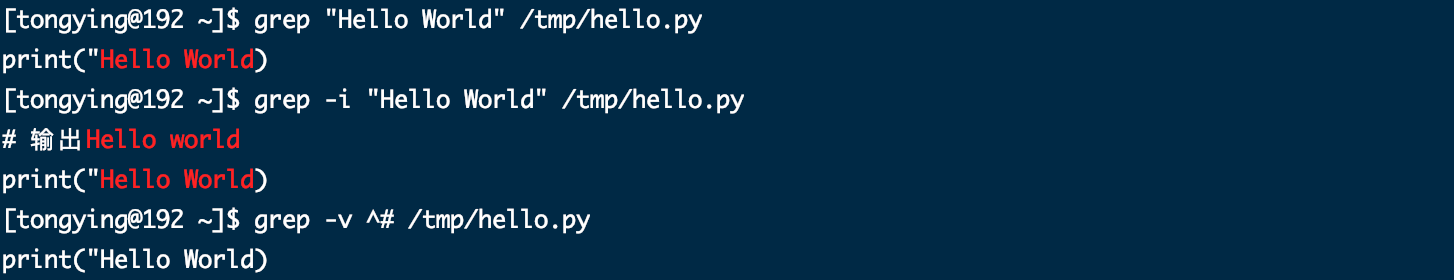 [tongying@192 ~]$ grep "Hello World" /tmp/hello.py
print("Hello World)
[tongying@192 ~]$ grep -i "Hello World" /tmp/hello.py
# 输出Hello world
print("Hello World)
[tongying@192 ~]$ grep -v ^# /tmp/hello.py
print("Hello World)